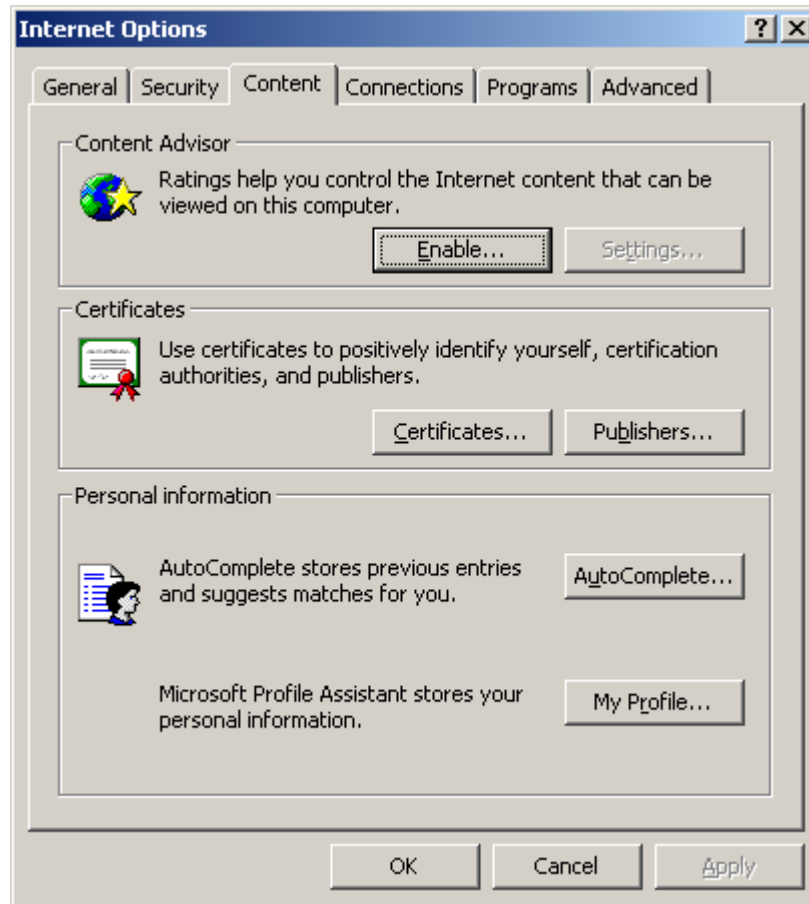 Internet Options
General Security Content Connections Programs Advanced
Content Advisor
Ratings help you control the Internet content that can be
viewed on this computer.
Enable... Settings...
Certificates
Use certificates to positively identify yourself, certification
authorities, and publishers.
Certificates... Publishers...
Personal information
AutoComplete stores previous entries
and suggests matches for you.
AutoComplete...
Microsoft Profile Assistant stores your
personal information.
My Profile...
OK Cancel Apply